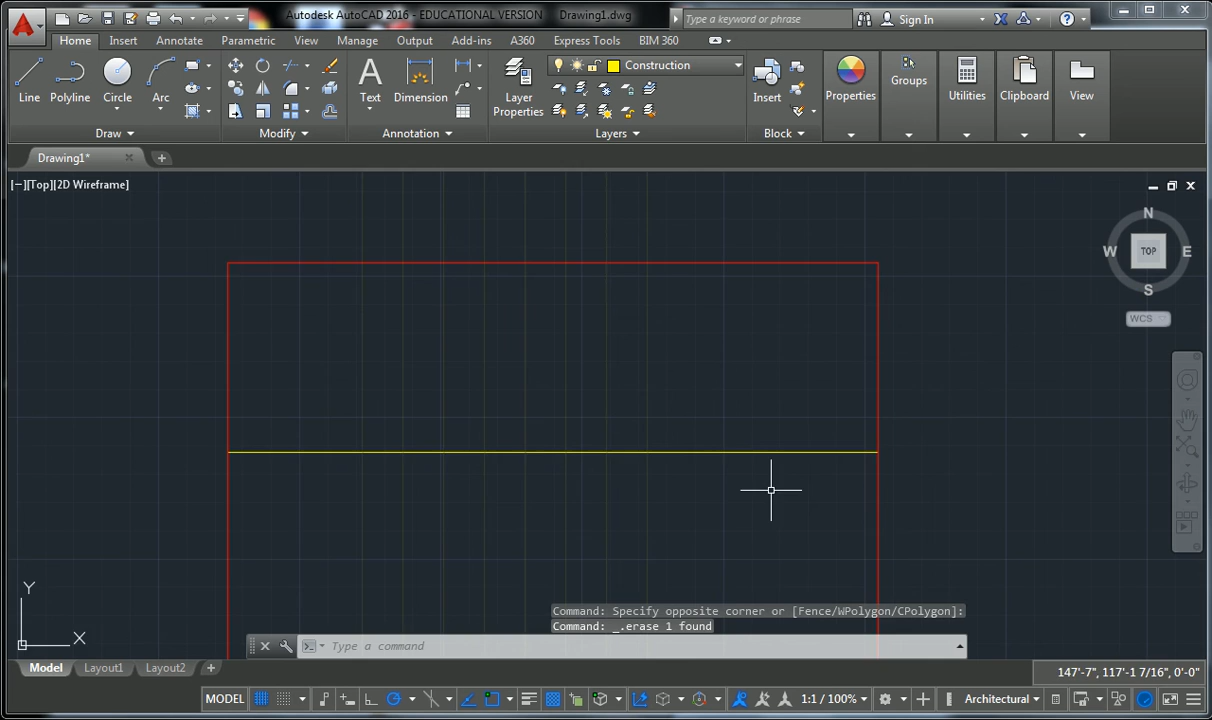 Autodesk AutoCAD 2016 - EDUCATIONAL VERSION Drawing1.dwg
Type a keyword or phrase
Sign In
Home Insert Annotate Parametric View Manage Output Add-ins A360 Express Tools BIM 360
Construction
Line Polyline Circle Arc
Text Dimension
Layer
Properties
Insert
Properties Groups Utilities Clipboard View
Draw Modify Annotation Layers Block
Drawing1*
[−][Top][2D Wireframe]
N
W TOP E
S
WCS
Y
X
Command: Specify opposite corner or [Fence/WPolygon/CPolygon]:
Command: _.erase 1 found
Type a command
Model Layout1 Layout2
147'-7", 117'-1 7/16", 0'-0"
MODEL 1:1 / 100% Architectural